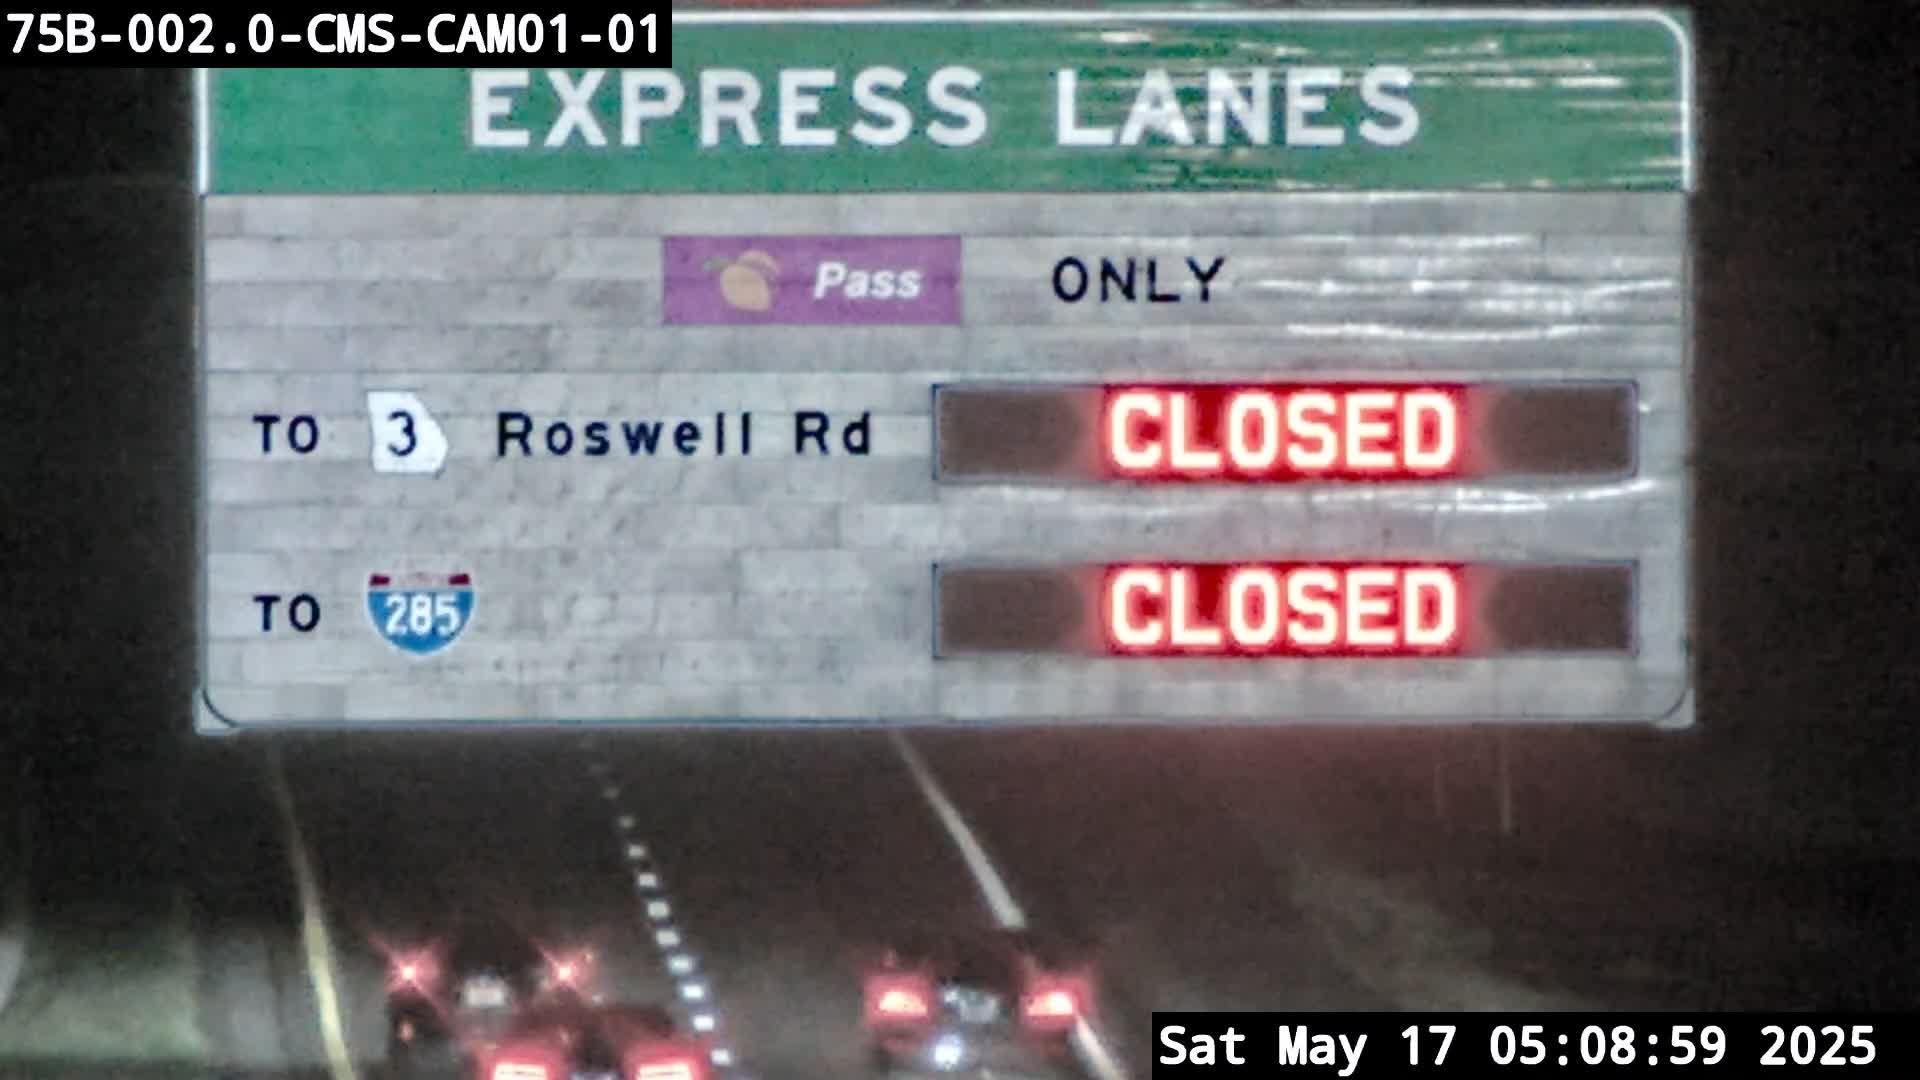 75B-002.0-CMS-CAM01-01
EXPRESS LANES
Pass ONLY
TO 3 Roswell Rd CLOSED
TO 285 CLOSED
Sat May 17 05:08:59 2025